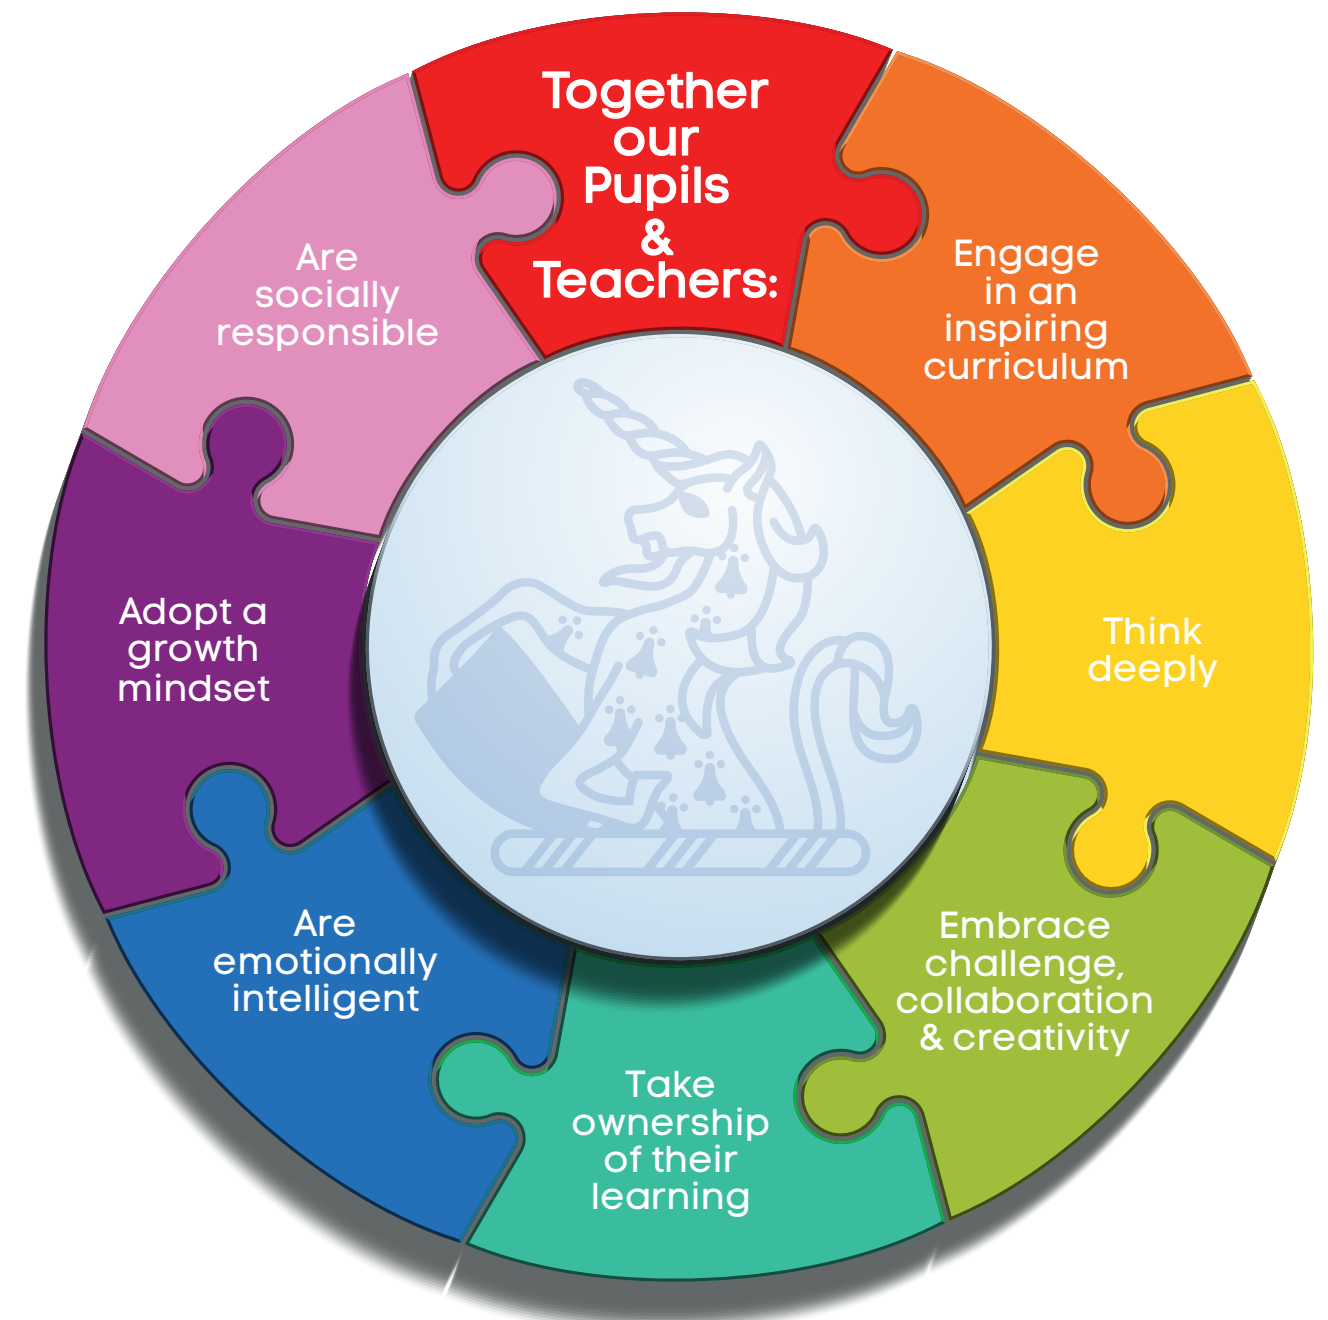 Together
our
Pupils
&
Teachers:
Engage
in an
inspiring
curriculum
Think
deeply
Embrace
challenge,
collaboration
& creativity
Take
ownership
of their
learning
Are
emotionally
intelligent
Adopt a
growth
mindset
Are
socially
responsible